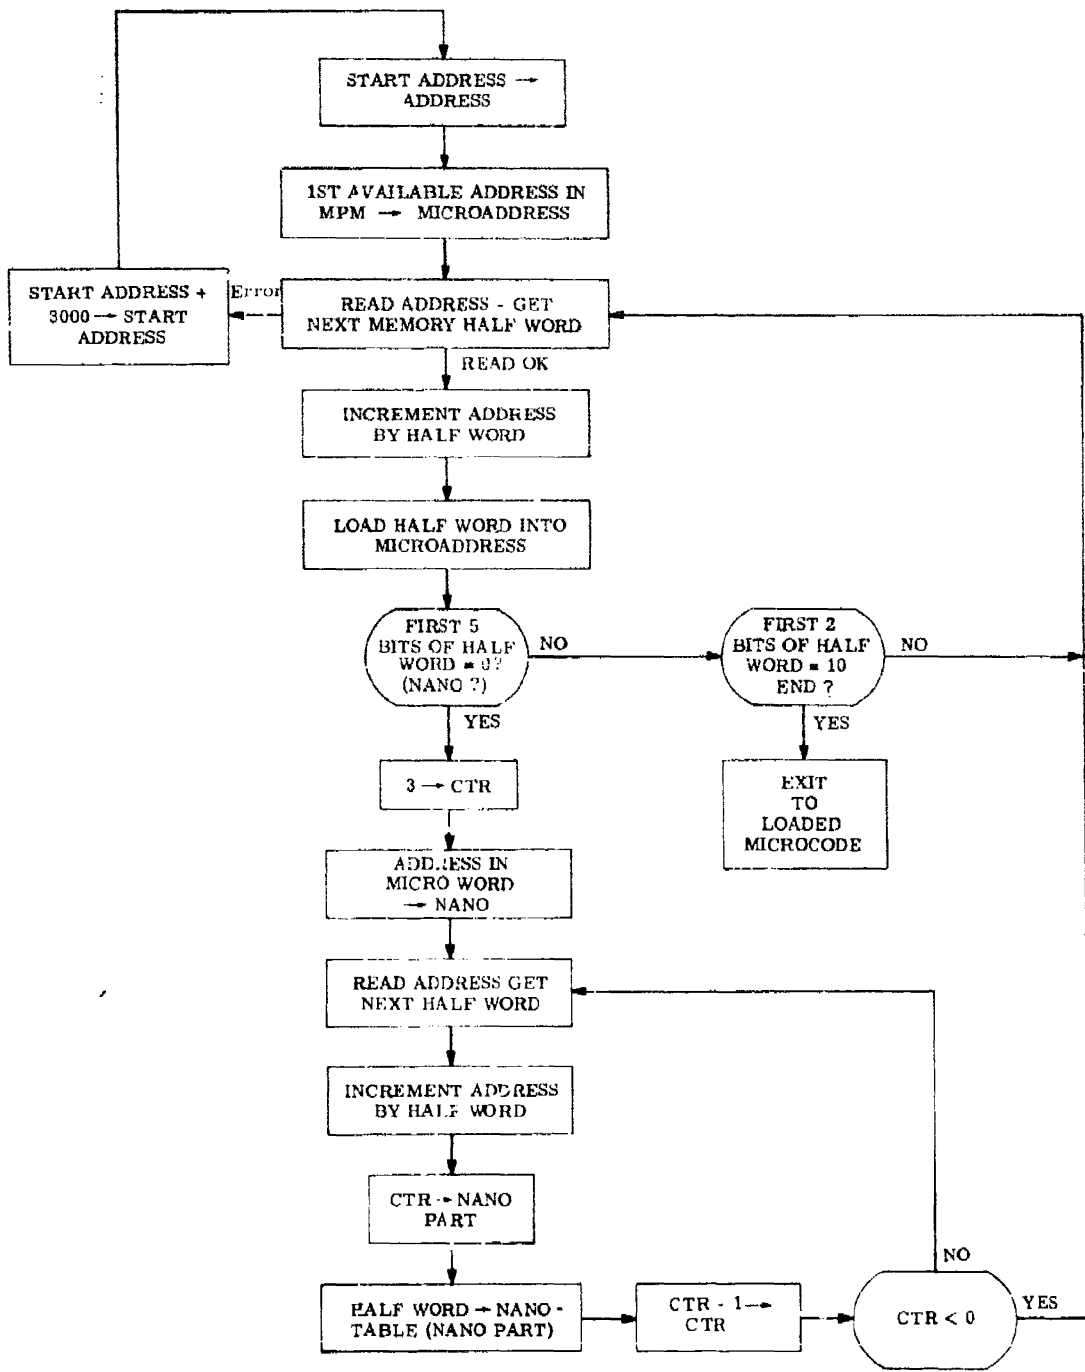 START ADDRESS →
ADDRESS
1ST AVAILABLE ADDRESS IN
MPM → MICROADDRESS
START ADDRESS +
3000 → START
ADDRESS
Error
READ ADDRESS - GET
NEXT MEMORY HALF WORD
READ OK
INCREMENT ADDRESS
BY HALF WORD
LOAD HALF WORD INTO
MICROADDRESS
FIRST 5
BITS OF HALF
WORD = 0?
(NANO ?)
NO
FIRST 2
BITS OF HALF
WORD = 10
END ?
NO
YES
YES
3 → CTR
EXIT
TO
LOADED
MICROCODE
ADDRESS IN
MICRO WORD
→ NANO
READ ADDRESS GET
NEXT HALF WORD
INCREMENT ADDRESS
BY HALF WORD
CTR → NANO
PART
HALF WORD → NANO -
TABLE (NANO PART)
CTR - 1 →
CTR
NO
CTR < 0
YES